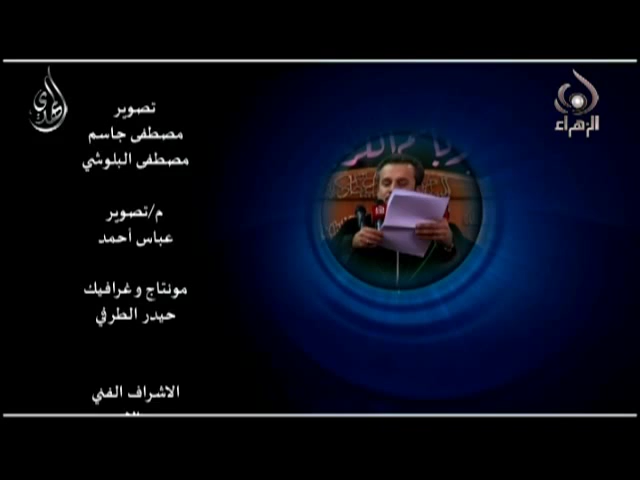 تصوير
مصطفى جاسم
مصطفى البلوشي
م/تصوير
عباس أحمد
مونتاج وغرافيك
حيدر الطرفي
الاشراف الفني
الزهراء